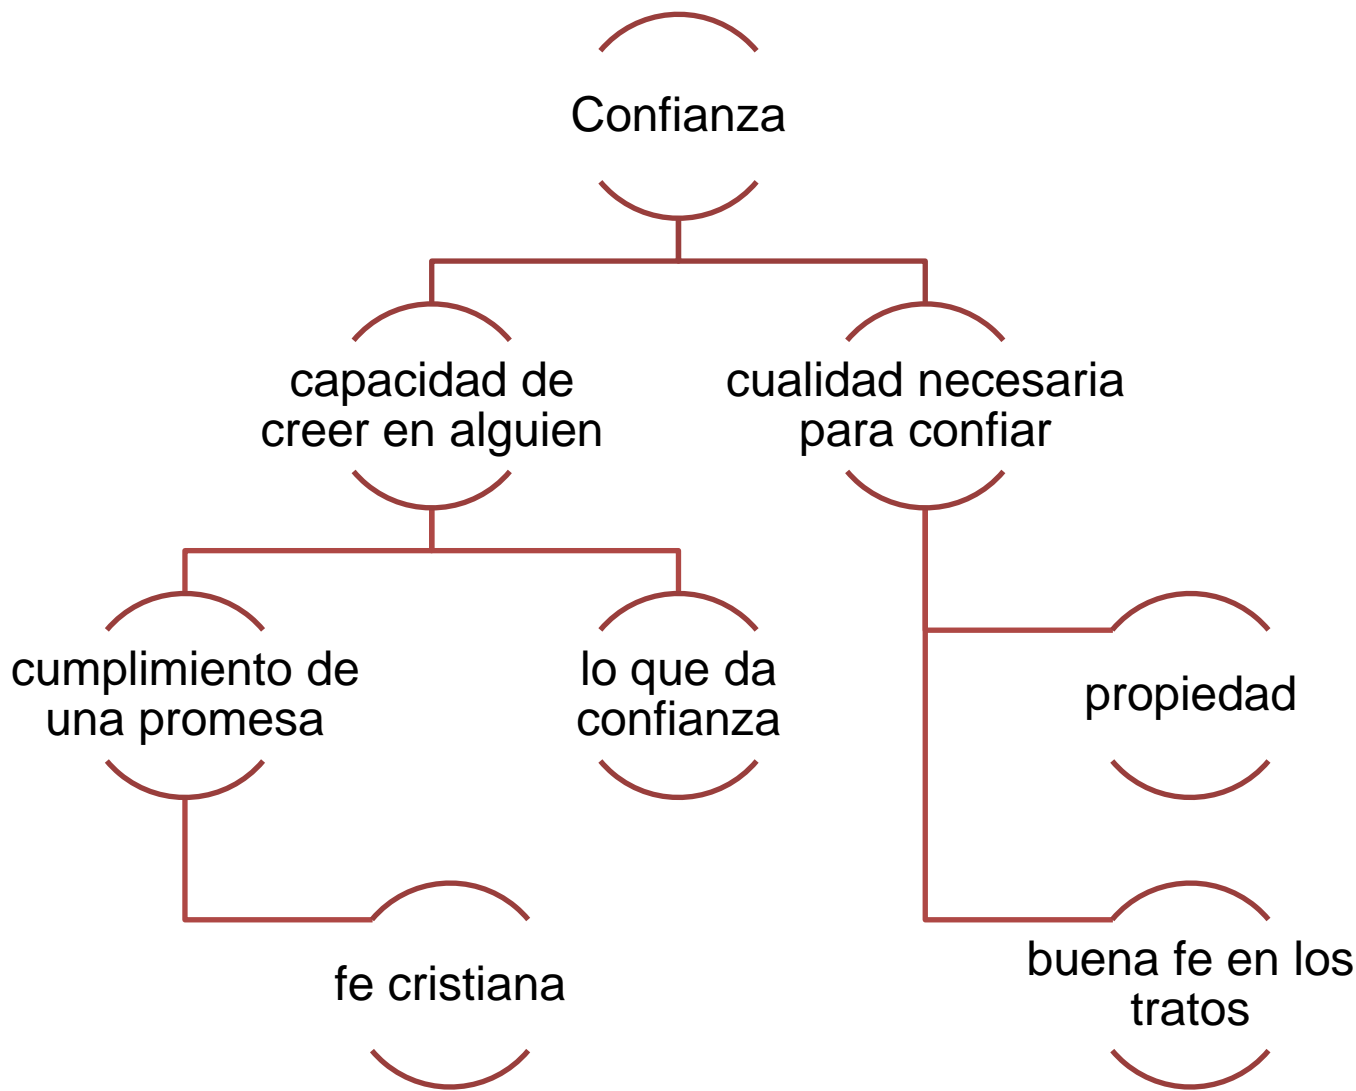 Confianza
capacidad de
creer en alguien
cualidad necesaria
para confiar
cumplimiento de
una promesa
lo que da
confianza
propiedad
fe cristiana
buena fe en los
tratos